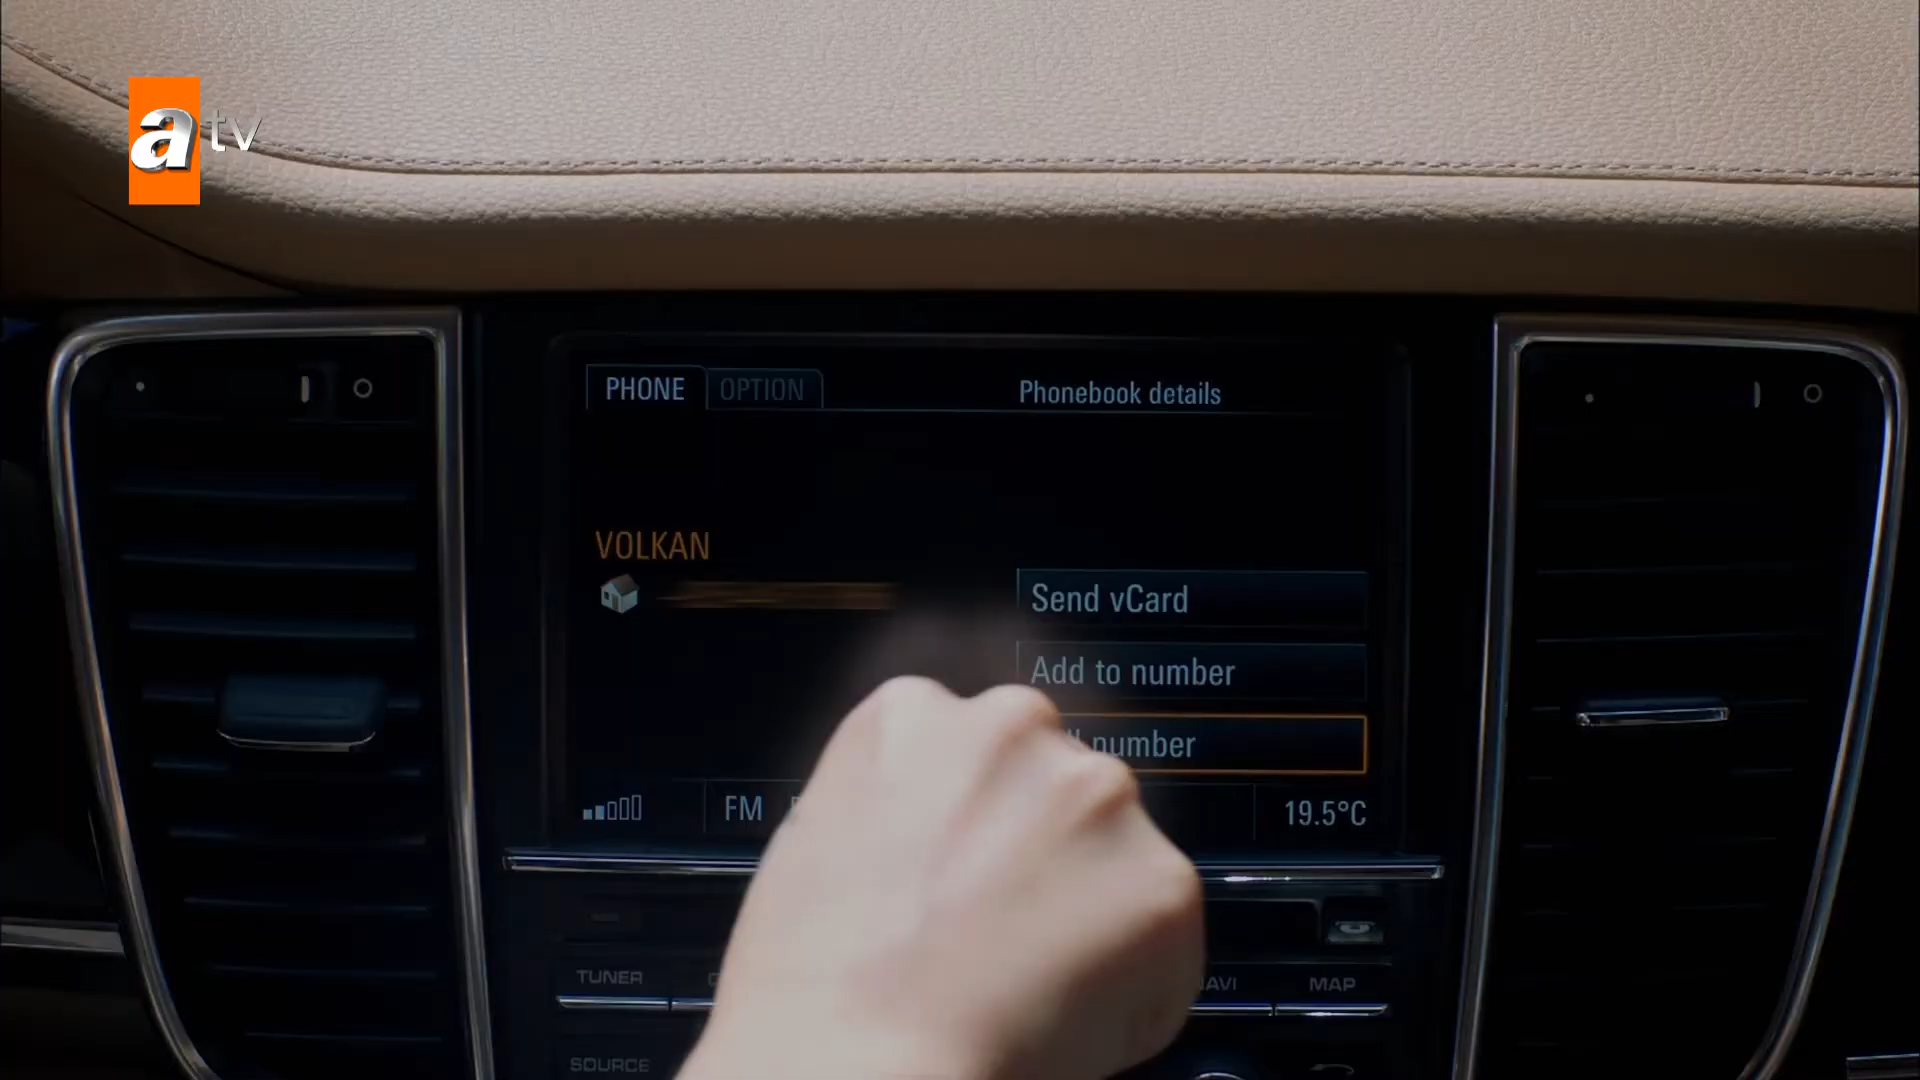 atv
PHONE OPTION Phonebook details
VOLKAN
Send vCard
Add to number
number
FM 19.5°C
TUNER MAP
SOURCE